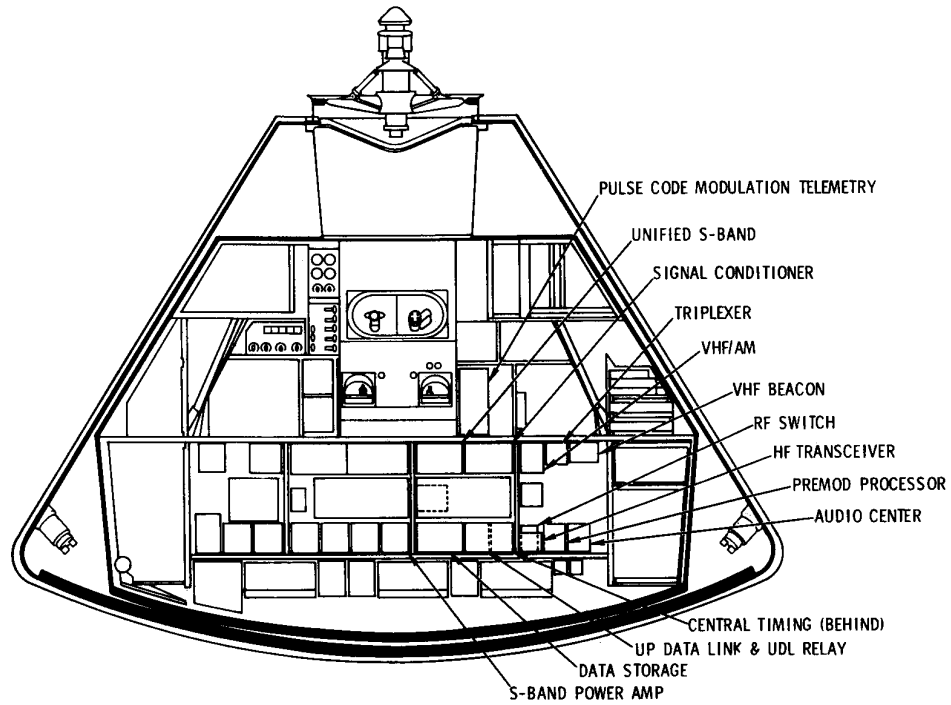 PULSE CODE MODULATION TELEMETRY
UNIFIED S-BAND
SIGNAL CONDITIONER
TRIPLEXER
VHF/AM
VHF BEACON
RF SWITCH
HF TRANSCEIVER
PREMOD PROCESSOR
AUDIO CENTER
CENTRAL TIMING (BEHIND)
UP DATA LINK & UDL RELAY
DATA STORAGE
S-BAND POWER AMP